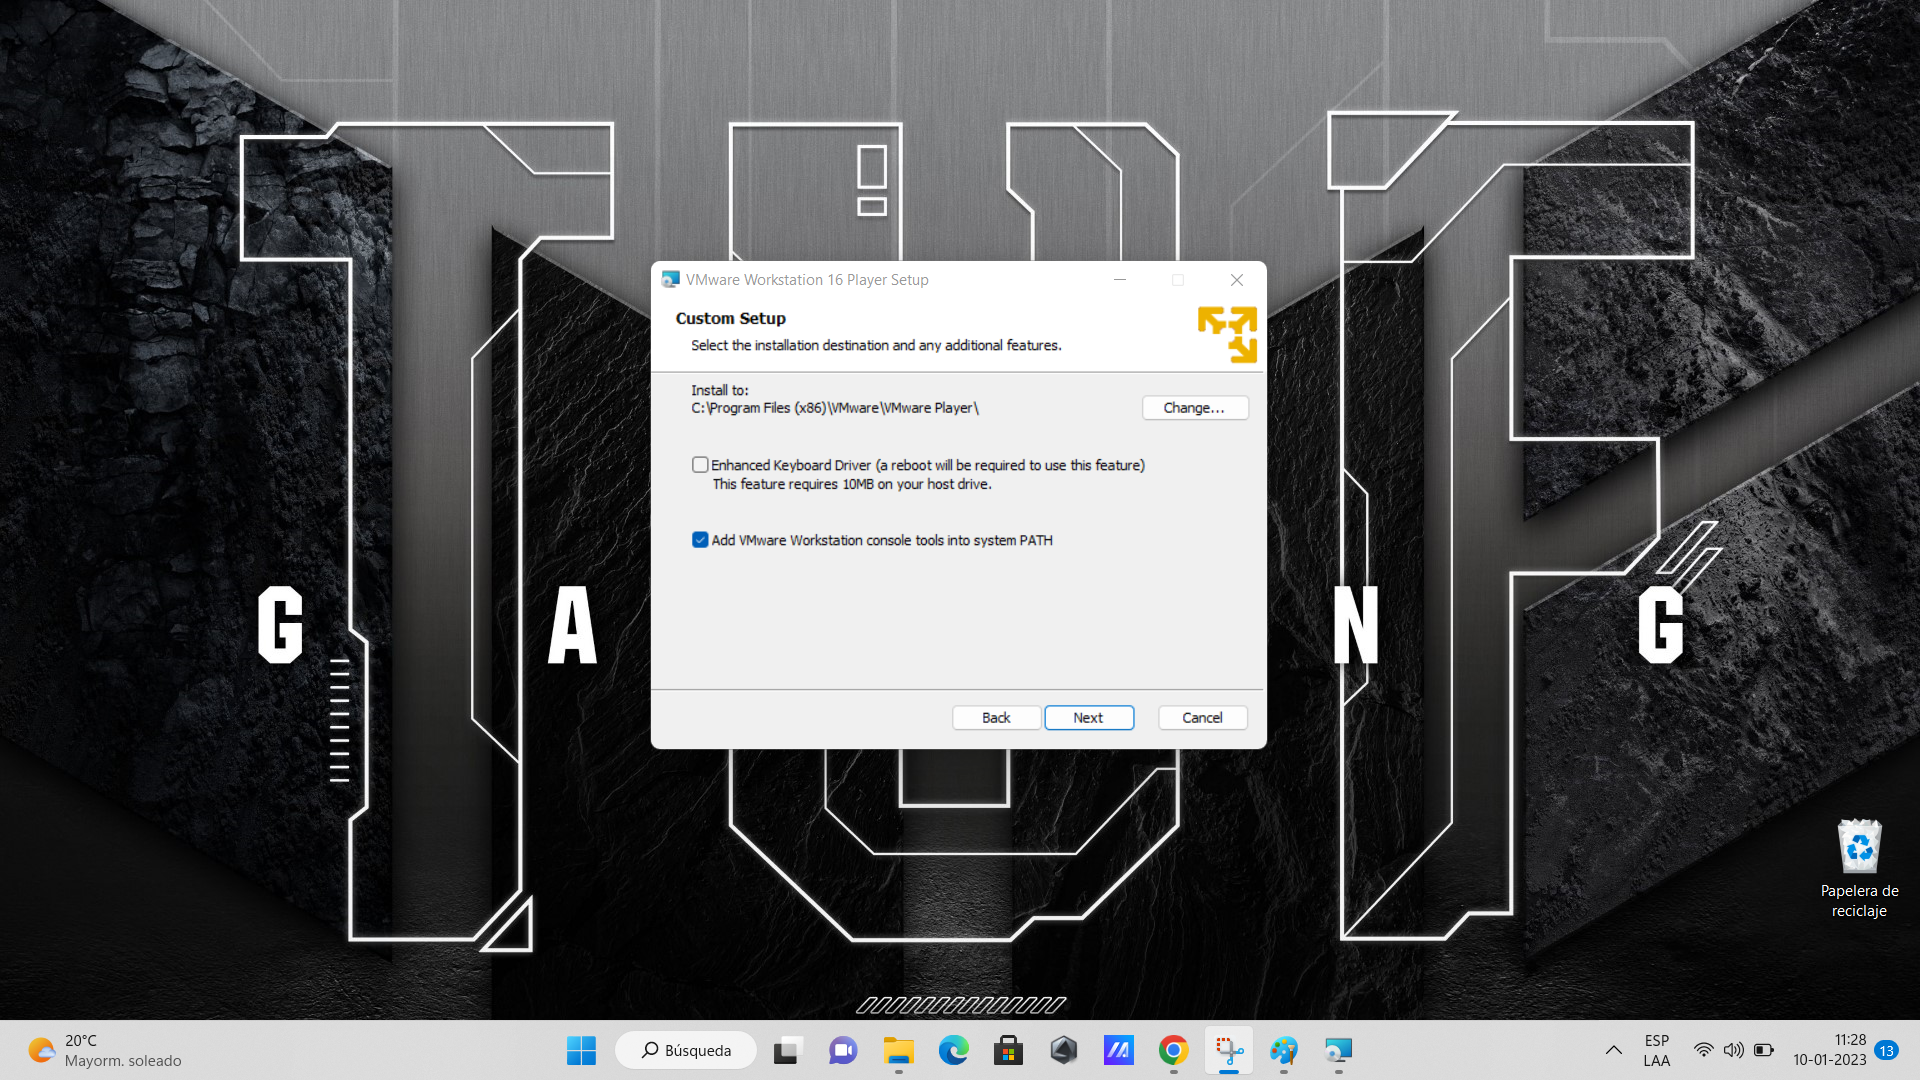 VMware Workstation 16 Player Setup
Custom Setup
Select the installation destination and any additional features.
Install to:
C:\Program Files (x86)\VMware\VMware Player\
Change...
Enhanced Keyboard Driver (a reboot will be required to use this feature)
This feature requires 10MB on your host drive.
Add VMware Workstation console tools into system PATH
Back
Next
Cancel
G
A
N
G
Papelera de
reciclaje
20°C
Mayorm. soleado
Búsqueda
ESP
LAA
11:28
10-01-2023
13